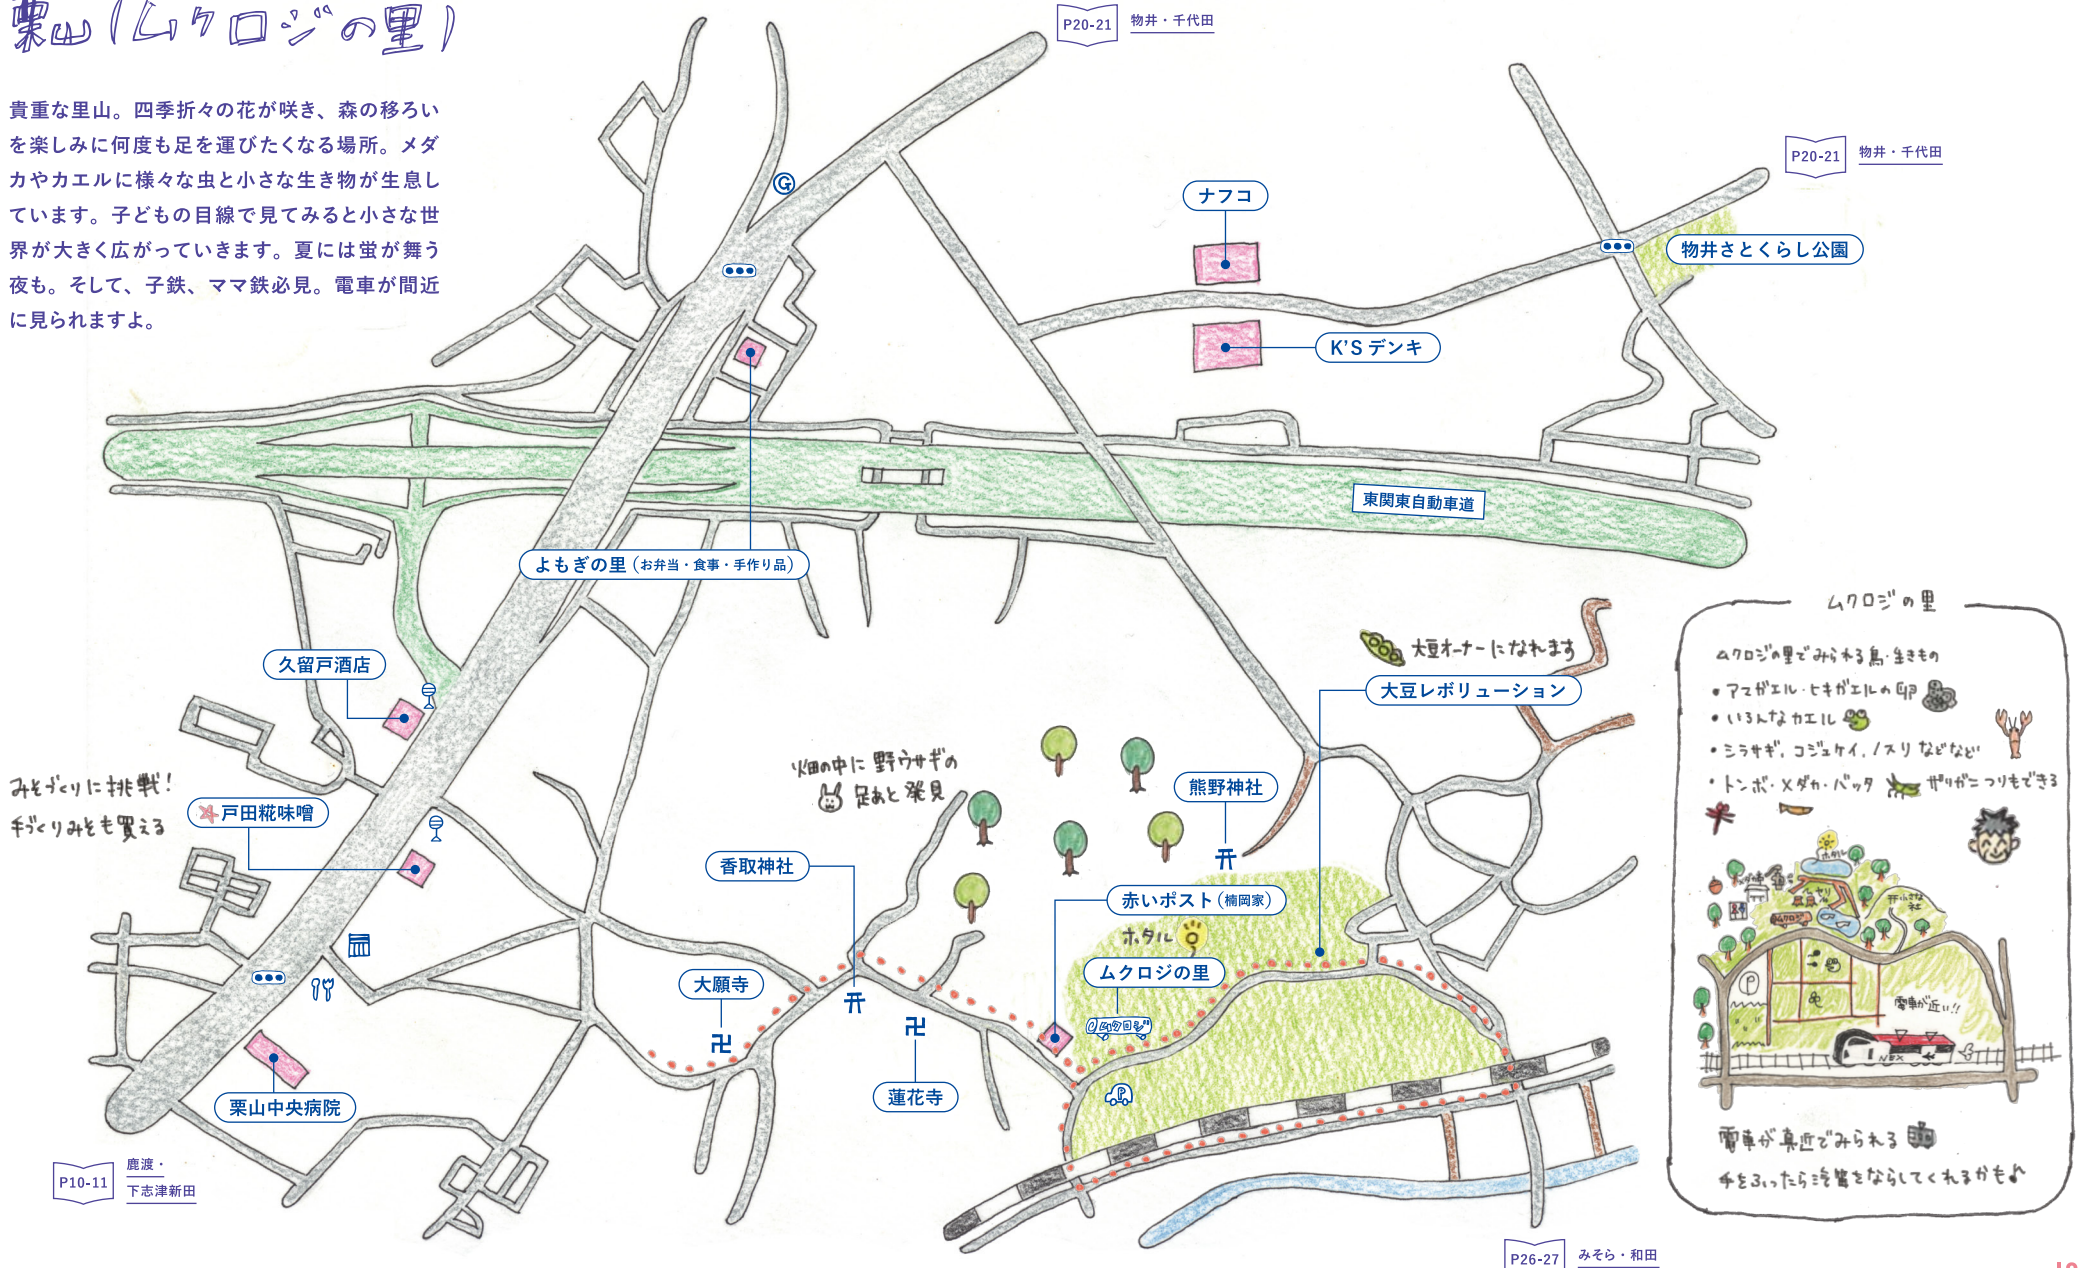 栗山(ムクロジの里)
貴重な里山。四季折々の花が咲き、森の移ろい
を楽しみに何度も足を運びたくなる場所。メダ
カやカエルに様々な虫と小さな生き物が生息し
ています。子どもの目線で見てみると小さな世
界が大きく広がっていきます。夏には蛍が舞う
夜も。そして、子鉄、ママ鉄必見。電車が間近
に見られますよ。
P20-21 物井・千代田
P20-21 物井・千代田
G
ナフコ
物井さとくらし公園
K'S デンキ
東関東自動車道
よもぎの里(お弁当・食事・手作り品)
久留戸酒店
みそづくりに挑戦!
手づくりみそも買える
戸田糀味噌
畑の中に野ウサギの
足あと発見
大豆オーナーになれます
大豆レボリューション
熊野神社
香取神社
赤いポスト(楠岡家)
ホタル
ムクロジの里
ムクロジ
大願寺
蓮花寺
P
栗山中央病院
P10-11 鹿渡・
下志津新田
P26-27 みそら・和田
ムクロジの里
ムクロジの里でみられる鳥・生きもの
・アマガエル・ヒキガエルの卵
・いろんなカエル
・シラサギ、コジュケイ、ノスリなどなど
・トンボ・メダカ・バッタ ザリガニつりもできる
ホタル
ムクロジ
P
電車が近い!!
NEX
電車が真近でみられる
手をふったら汽笛をならしてくれるかも♪